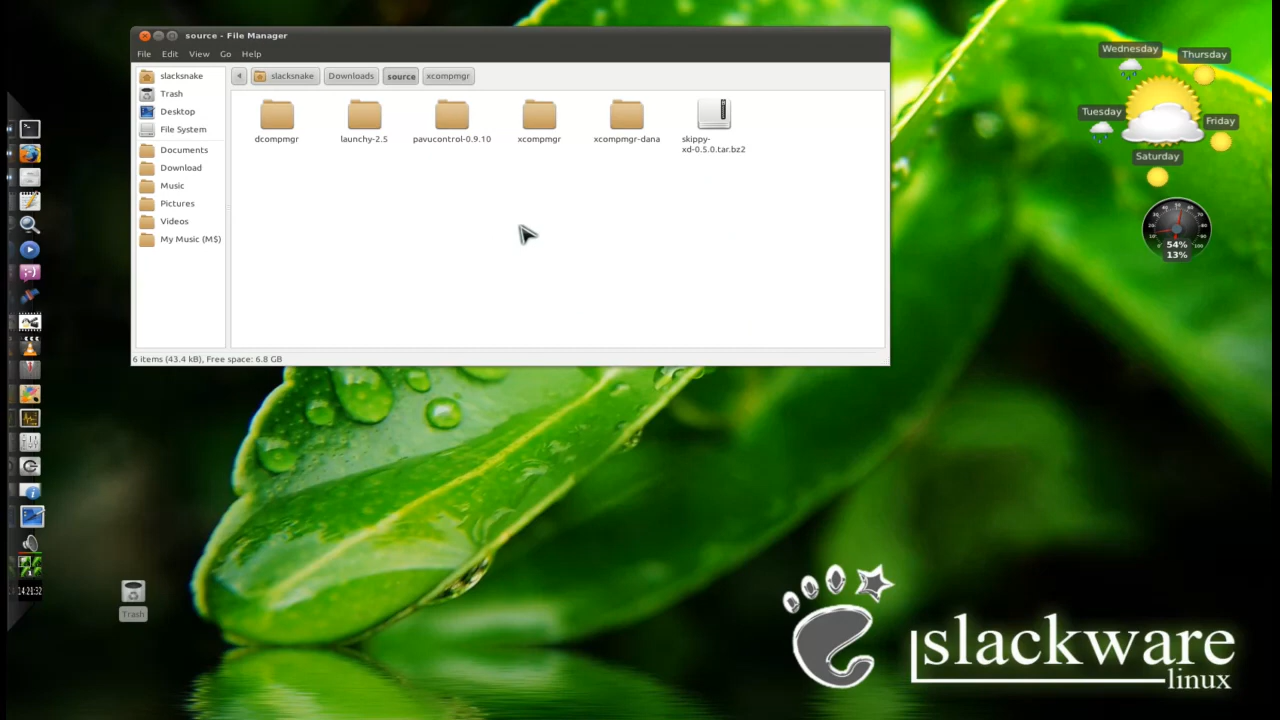 source - File Manager
File Edit View Go Help
slacksnake Downloads source xcompmgr
slacksnake
Trash
Desktop
File System
Documents
Download
Music
Pictures
Videos
My Music (M$)
dcompmgr
launchy-2.5
pavucontrol-0.9.10
xcompmgr
xcompmgr-dana
skippy-
xd-0.5.0.tar.bz2
6 items (43.4 kB), Free space: 6.8 GB
Wednesday
Thursday
Tuesday
Friday
Saturday
54%
13%
14:21:32
Trash
slackware
linux